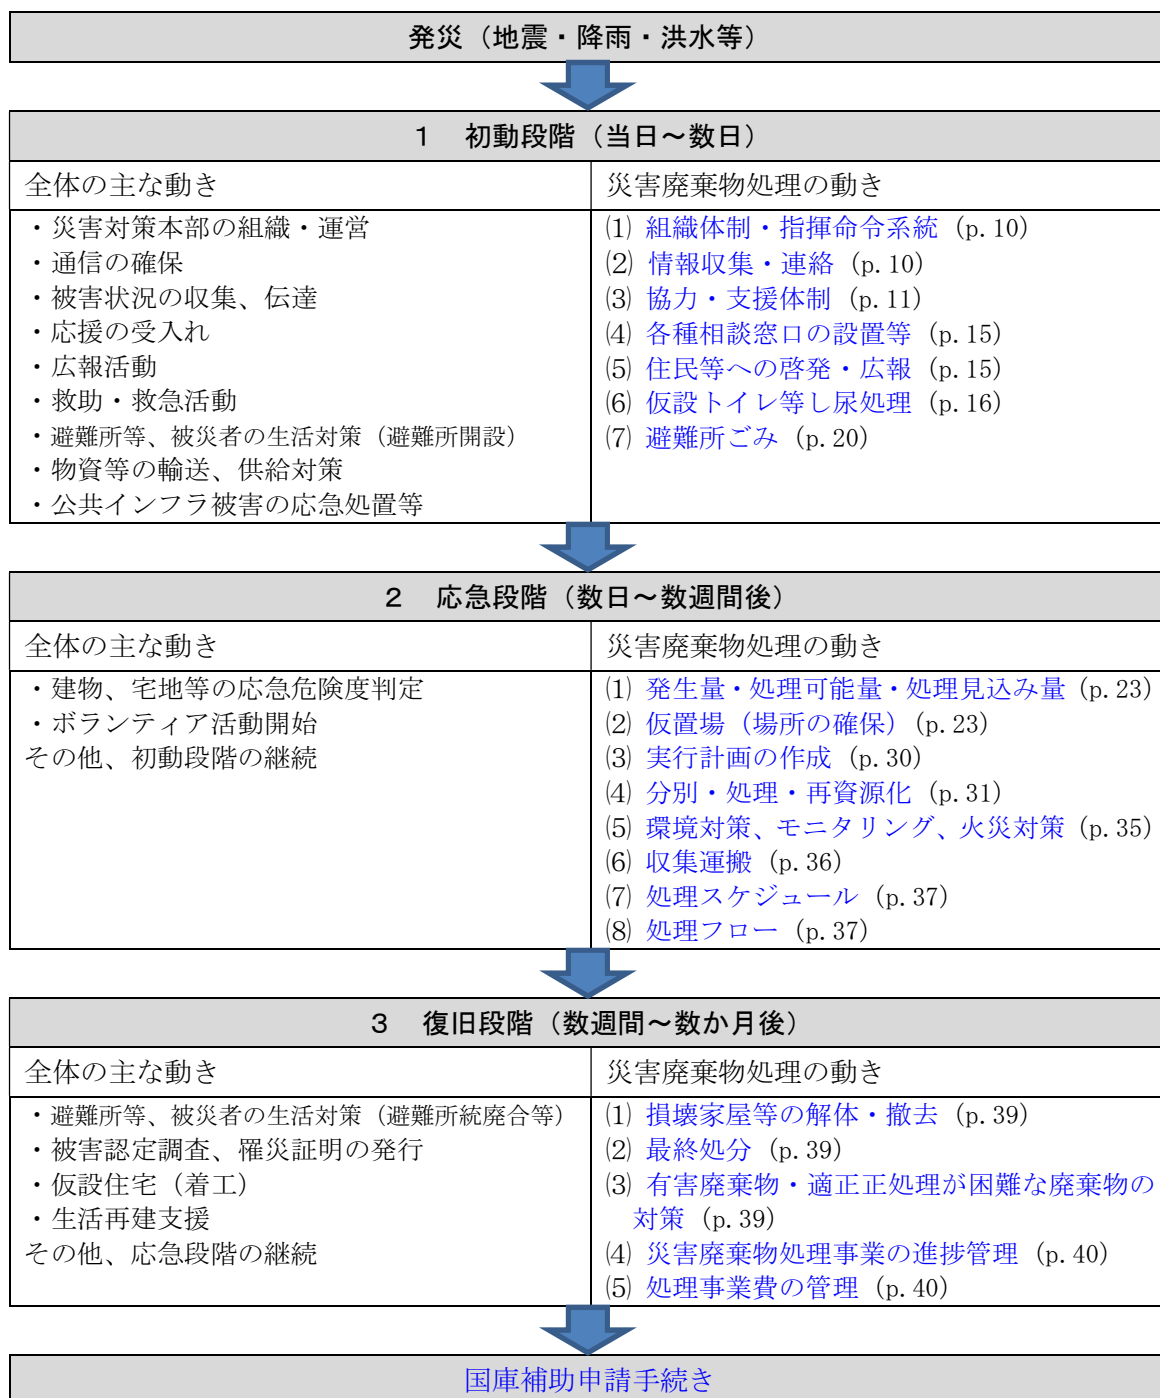 発災（地震・降雨・洪水等）
１　初動段階（当日～数日）
全体の主な動き
・災害対策本部の組織・運営
・通信の確保
・被害状況の収集、伝達
・応援の受入れ
・広報活動
・救助・救急活動
・避難所等、被災者の生活対策（避難所開設）
・物資等の輸送、供給対策
・公共インフラ被害の応急処置等
災害廃棄物処理の動き
⑴ 組織体制・指揮命令系統（p.10）
⑵ 情報収集・連絡（p.10）
⑶ 協力・支援体制（p.11）
⑷ 各種相談窓口の設置等（p.15）
⑸ 住民等への啓発・広報（p.15）
⑹ 仮設トイレ等し尿処理（p.16）
⑺ 避難所ごみ（p.20）
２　応急段階（数日～数週間後）
全体の主な動き
・建物、宅地等の応急危険度判定
・ボランティア活動開始
その他、初動段階の継続
災害廃棄物処理の動き
⑴ 発生量・処理可能量・処理見込み量（p.23）
⑵ 仮置場（場所の確保）（p.23）
⑶ 実行計画の作成（p.30）
⑷ 分別・処理・再資源化（p.31）
⑸ 環境対策、モニタリング、火災対策（p.35）
⑹ 収集運搬（p.36）
⑺ 処理スケジュール（p.37）
⑻ 処理フロー（p.37）
３　復旧段階（数週間～数か月後）
全体の主な動き
・避難所等、被災者の生活対策（避難所統廃合等）
・被害認定調査、罹災証明の発行
・仮設住宅（着工）
・生活再建支援
その他、応急段階の継続
災害廃棄物処理の動き
⑴ 損壊家屋等の解体・撤去（p.39）
⑵ 最終処分（p.39）
⑶ 有害廃棄物・適正正処理が困難な廃棄物の
対策（p.39）
⑷ 災害廃棄物処理事業の進捗管理（p.40）
⑸ 処理事業費の管理（p.40）
国庫補助申請手続き